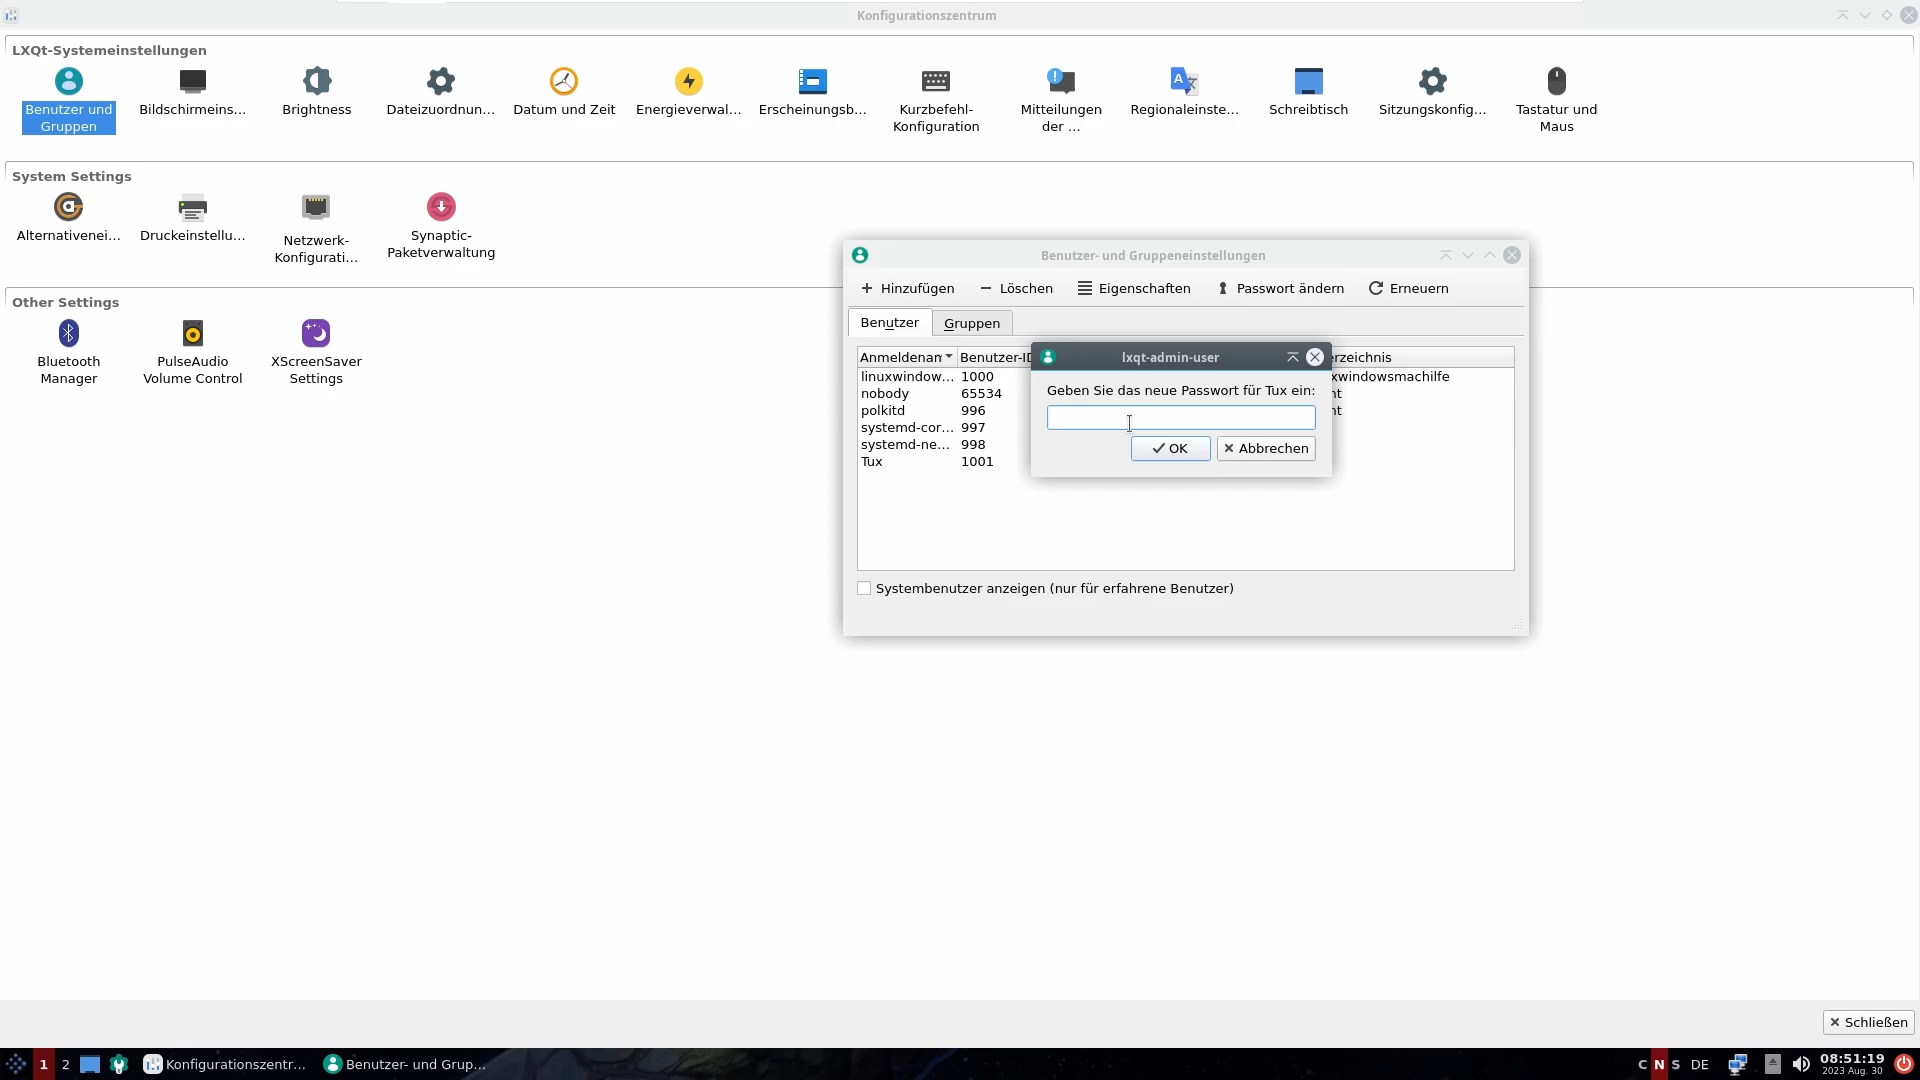 Konfigurationszentrum
LXQt-Systemeinstellungen
Benutzer und
Gruppen
Bildschirmeins...
Brightness
Dateizuordnun...
Datum und Zeit
Energieverwal...
Erscheinungsb...
Kurzbefehl-
Konfiguration
Mitteilungen
der ...
Regionaleinste...
Schreibtisch
Sitzungskonfig...
Tastatur und
Maus
System Settings
Alternativenei...
Druckeinstellu...
Netzwerk-
Konfigurati...
Synaptic-
Paketverwaltung
Other Settings
Bluetooth
Manager
PulseAudio
Volume Control
XScreenSaver
Settings
Benutzer- und Gruppeneinstellungen
Hinzufügen Löschen Eigenschaften Passwort ändern Erneuern
Benutzer Gruppen
Anmeldenan Benutzer-ID erzeichnis
linuxwindow... 1000 xwindowsmachilfe
nobody 65534 nt
polkitd 996 nt
systemd-cor... 997
systemd-ne... 998
Tux 1001
lxqt-admin-user
Geben Sie das neue Passwort für Tux ein:
OK Abbrechen
Systembenutzer anzeigen (nur für erfahrene Benutzer)
Schließen
1 2 Konfigurationszentr... Benutzer- und Grup...
C N S DE 08:51:19
2023 Aug. 30